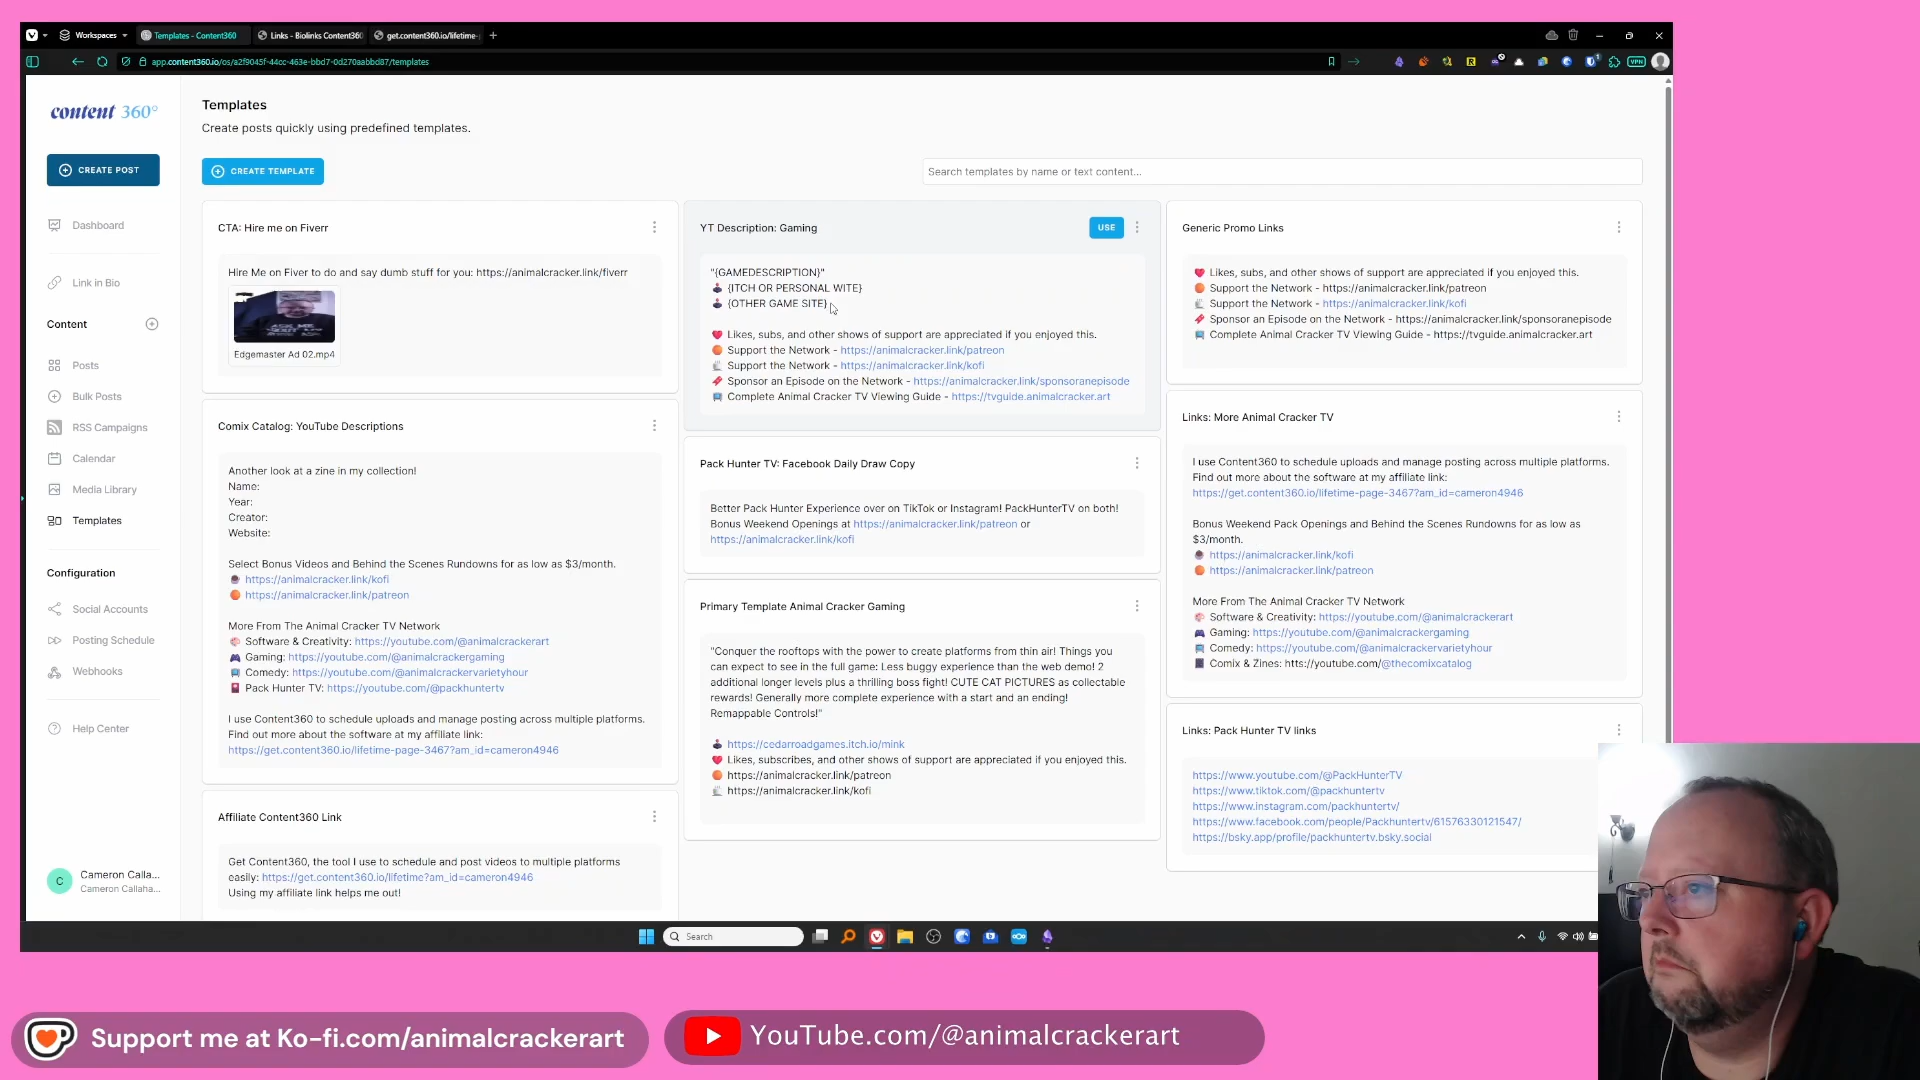 Workspaces
Templates - Content360
Links - Biolinks Content360
get.content360.io/lifetime-
app.content360.io/os/a2f9045f-44cc-463e-bbd7-0d270aabbd87/templates
VPN
content 360°
CREATE POST
Dashboard
Link in Bio
Content
Posts
Bulk Posts
RSS Campaigns
Calendar
Media Library
Templates
Configuration
Social Accounts
Posting Schedule
Webhooks
Help Center
C
Cameron Calla...
Cameron Callaha...
Templates
Create posts quickly using predefined templates.
CREATE TEMPLATE
Search templates by name or text content...
CTA: Hire me on Fiverr
Hire Me on Fiver to do and say dumb stuff for you: https://animalcracker.link/fiverr
Edgemaster Ad 02.mp4
Comix Catalog: YouTube Descriptions
Another look at a zine in my collection!
Name:
Year:
Creator:
Website:
Select Bonus Videos and Behind the Scenes Rundowns for as low as $3/month.
https://animalcracker.link/kofi
https://animalcracker.link/patreon
More From The Animal Cracker TV Network
Software & Creativity: https://youtube.com/@animalcrackerart
Gaming: https://youtube.com/@animalcrackergaming
Comedy: https://youtube.com/@animalcrackervarietyhour
Pack Hunter TV: https://youtube.com/@packhuntertv
I use Content360 to schedule uploads and manage posting across multiple platforms.
Find out more about the software at my affiliate link:
https://get.content360.io/lifetime-page-3467?am_id=cameron4946
Affiliate Content360 Link
Get Content360, the tool I use to schedule and post videos to multiple platforms
easily: https://get.content360.io/lifetime?am_id=cameron4946
Using my affiliate link helps me out!
YT Description: Gaming
USE
"{GAMEDESCRIPTION}"
{ITCH OR PERSONAL WITE}
{OTHER GAME SITE}
Likes, subs, and other shows of support are appreciated if you enjoyed this.
Support the Network - https://animalcracker.link/patreon
Support the Network - https://animalcracker.link/kofi
Sponsor an Episode on the Network - https://animalcracker.link/sponsoranepisode
Complete Animal Cracker TV Viewing Guide - https://tvguide.animalcracker.art
Pack Hunter TV: Facebook Daily Draw Copy
Better Pack Hunter Experience over on TikTok or Instagram! PackHunterTV on both!
Bonus Weekend Openings at https://animalcracker.link/patreon or
https://animalcracker.link/kofi
Primary Template Animal Cracker Gaming
"Conquer the rooftops with the power to create platforms from thin air! Things you
can expect to see in the full game: Less buggy experience than the web demo! 2
additional longer levels plus a thrilling boss fight! CUTE CAT PICTURES as collectable
rewards! Generally more complete experience with a start and an ending!
Remappable Controls!"
https://cedarroadgames.itch.io/mink
Likes, subscribes, and other shows of support are appreciated if you enjoyed this.
https://animalcracker.link/patreon
https://animalcracker.link/kofi
Generic Promo Links
Likes, subs, and other shows of support are appreciated if you enjoyed this.
Support the Network - https://animalcracker.link/patreon
Support the Network - https://animalcracker.link/kofi
Sponsor an Episode on the Network - https://animalcracker.link/sponsoranepisode
Complete Animal Cracker TV Viewing Guide - https://tvguide.animalcracker.art
Links: More Animal Cracker TV
I use Content360 to schedule uploads and manage posting across multiple platforms.
Find out more about the software at my affiliate link:
https://get.content360.io/lifetime-page-3467?am_id=cameron4946
Bonus Weekend Pack Openings and Behind the Scenes Rundowns for as low as
$3/month.
https://animalcracker.link/kofi
https://animalcracker.link/patreon
More From The Animal Cracker TV Network
Software & Creativity: https://youtube.com/@animalcrackerart
Gaming: https://youtube.com/@animalcrackergaming
Comedy: https://youtube.com/@animalcrackervarietyhour
Comix & Zines: htts://youtube.com/@thecomixcatalog
Links: Pack Hunter TV links
https://www.youtube.com/@PackHunterTV
https://www.tiktok.com/@packhuntertv
https://www.instagram.com/packhuntertv/
https://www.facebook.com/people/Packhuntertv/61576330121547/
https://bsky.app/profile/packhuntertv.bsky.social
Search
Support me at Ko-fi.com/animalcrackerart
YouTube.com/@animalcrackerart